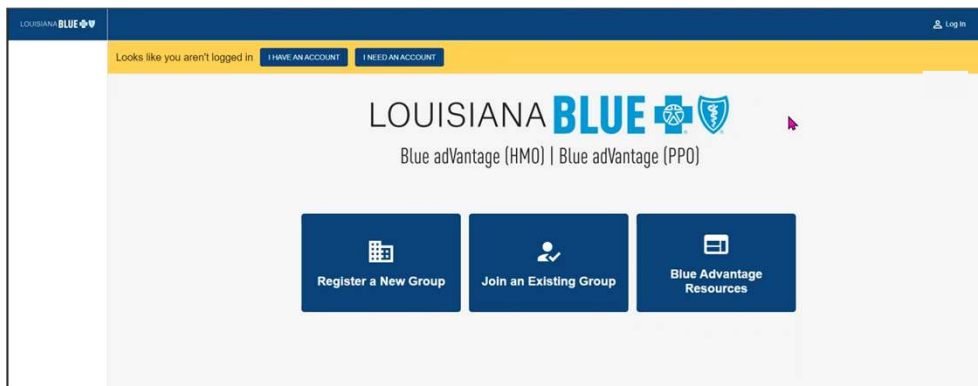 LOUISIANA BLUE
Log In
Looks like you aren't logged in I HAVE AN ACCOUNT I NEED AN ACCOUNT
LOUISIANA BLUE
Blue adVantage (HMO) | Blue adVantage (PPO)
Register a New Group
Join an Existing Group
Blue Advantage
Resources